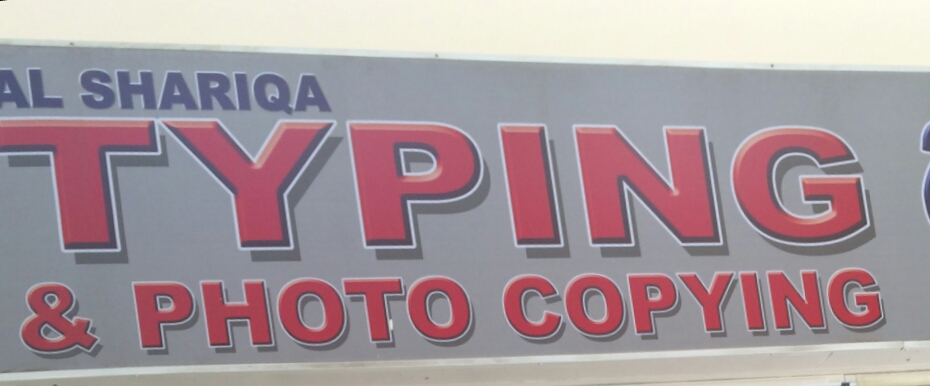 AL SHARIQA
TYPING
& PHOTO COPYING